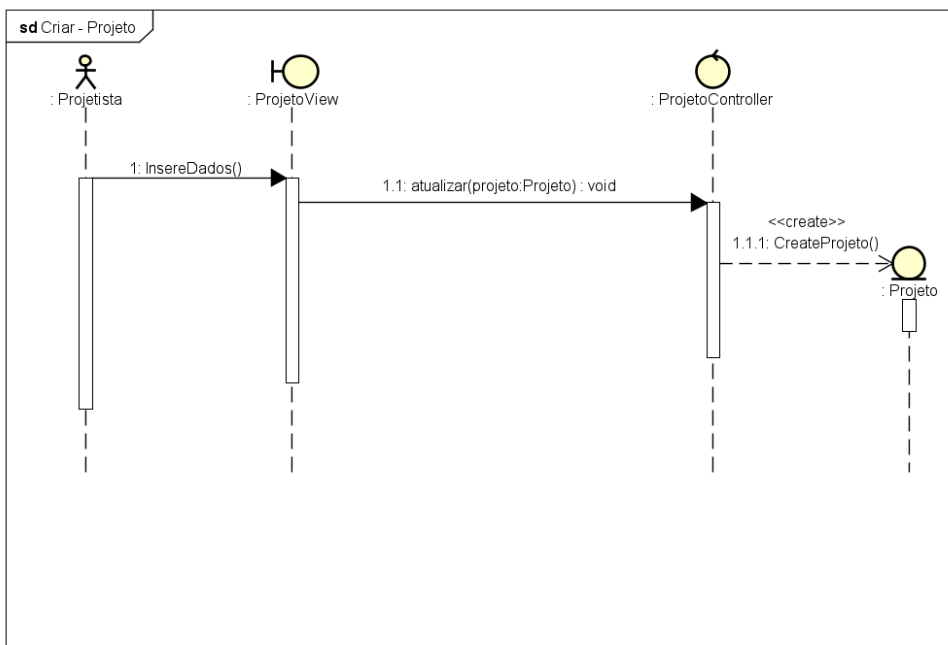 sd Criar - Projeto
: Projetista
: ProjetoView
: ProjetoController
1: InsereDados()
1.1: atualizar(projeto:Projeto) : void
<<create>>
1.1.1: CreateProjeto()
: Projeto